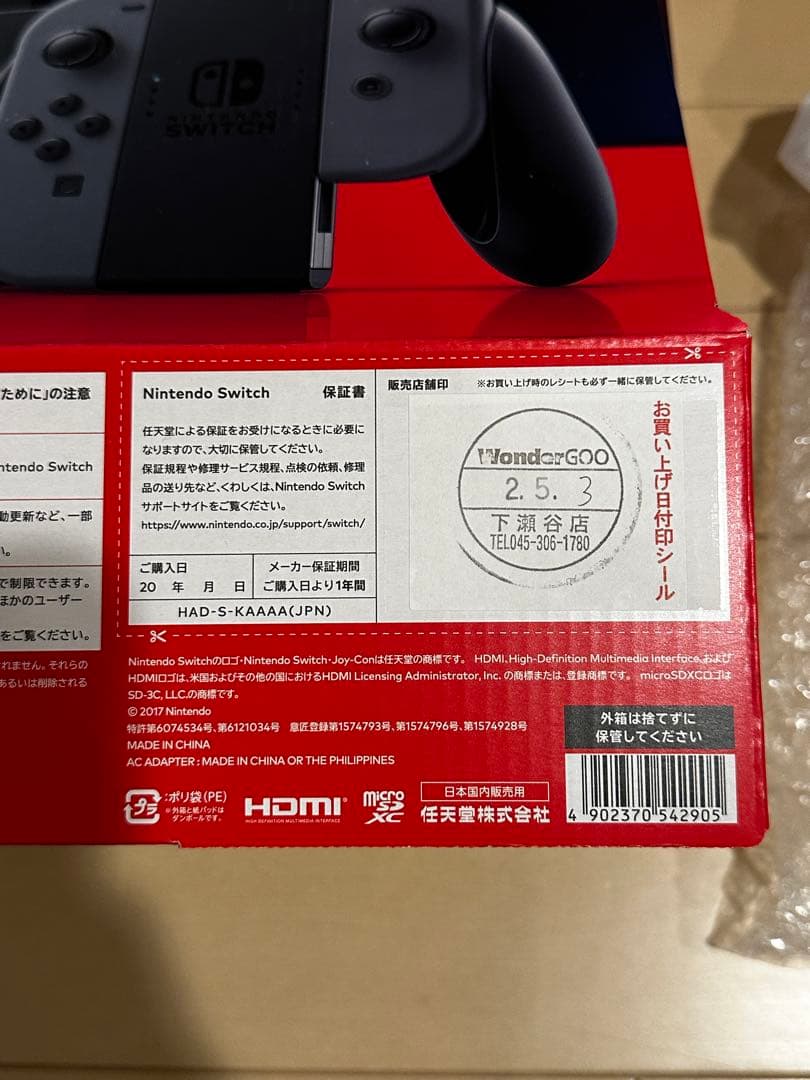 NINTENDO
SWITCH
ために」の注意
ntendo Switch
動更新など、一部
い。
で制限できます。
ほかのユーザー
をご覧ください。
れません。それらの
あるいは削除される
Nintendo Switch 保証書
任天堂による保証をお受けになるときに必要に
なりますので、大切に保管してください。
保証規程や修理サービス規程、点検の依頼、修理
品の送り先など、くわしくは、Nintendo Switch
サポートサイトをご覧ください。
https://www.nintendo.co.jp/support/switch/
ご購入日
20 年 月 日
メーカー保証期間
ご購入日より1年間
HAD-S-KAAAA(JPN)
販売店舗印 ※お買い上げ時のレシートも必ず一緒に保管してください。
WonderGOO
2. 5. 3
下瀬谷店
TEL045-306-1780
お買い上げ日付印シール
Nintendo Switchのロゴ・Nintendo Switch・Joy-Conは任天堂の商標です。 HDMI、High-Definition Multimedia Interface、および
HDMIロゴは、米国およびその他の国におけるHDMI Licensing Administrator, Inc. の商標または、登録商標です。 microSDXCロゴは
SD-3C, LLC.の商標です。
© 2017 Nintendo
特許第6074534号、第6121034号 意匠登録第1574793号、第1574796号、第1574928号
MADE IN CHINA
AC ADAPTER : MADE IN CHINA OR THE PHILIPPINES
外箱は捨てずに
保管してください
プラ
:ポリ袋(PE)
※外箱と紙パッドは
ダンボールです。
HDMI
HIGH-DEFINITION MULTIMEDIA INTERFACE
micro
SD
XC
日本国内販売用
任天堂株式会社
4 902370 542905